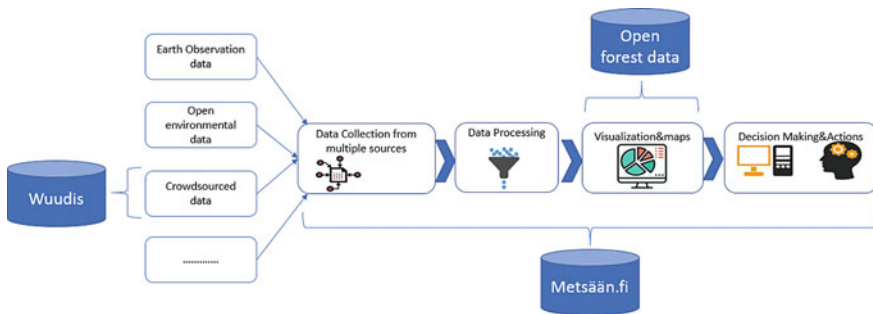 Open
forest data
Earth Observation
data
Open
environmental
data
Crowdsourced
data
.............
Wuudis
Data Collection from
multiple sources
Data Processing
Visualization&maps
Decision Making&Actions
Metsään.fi